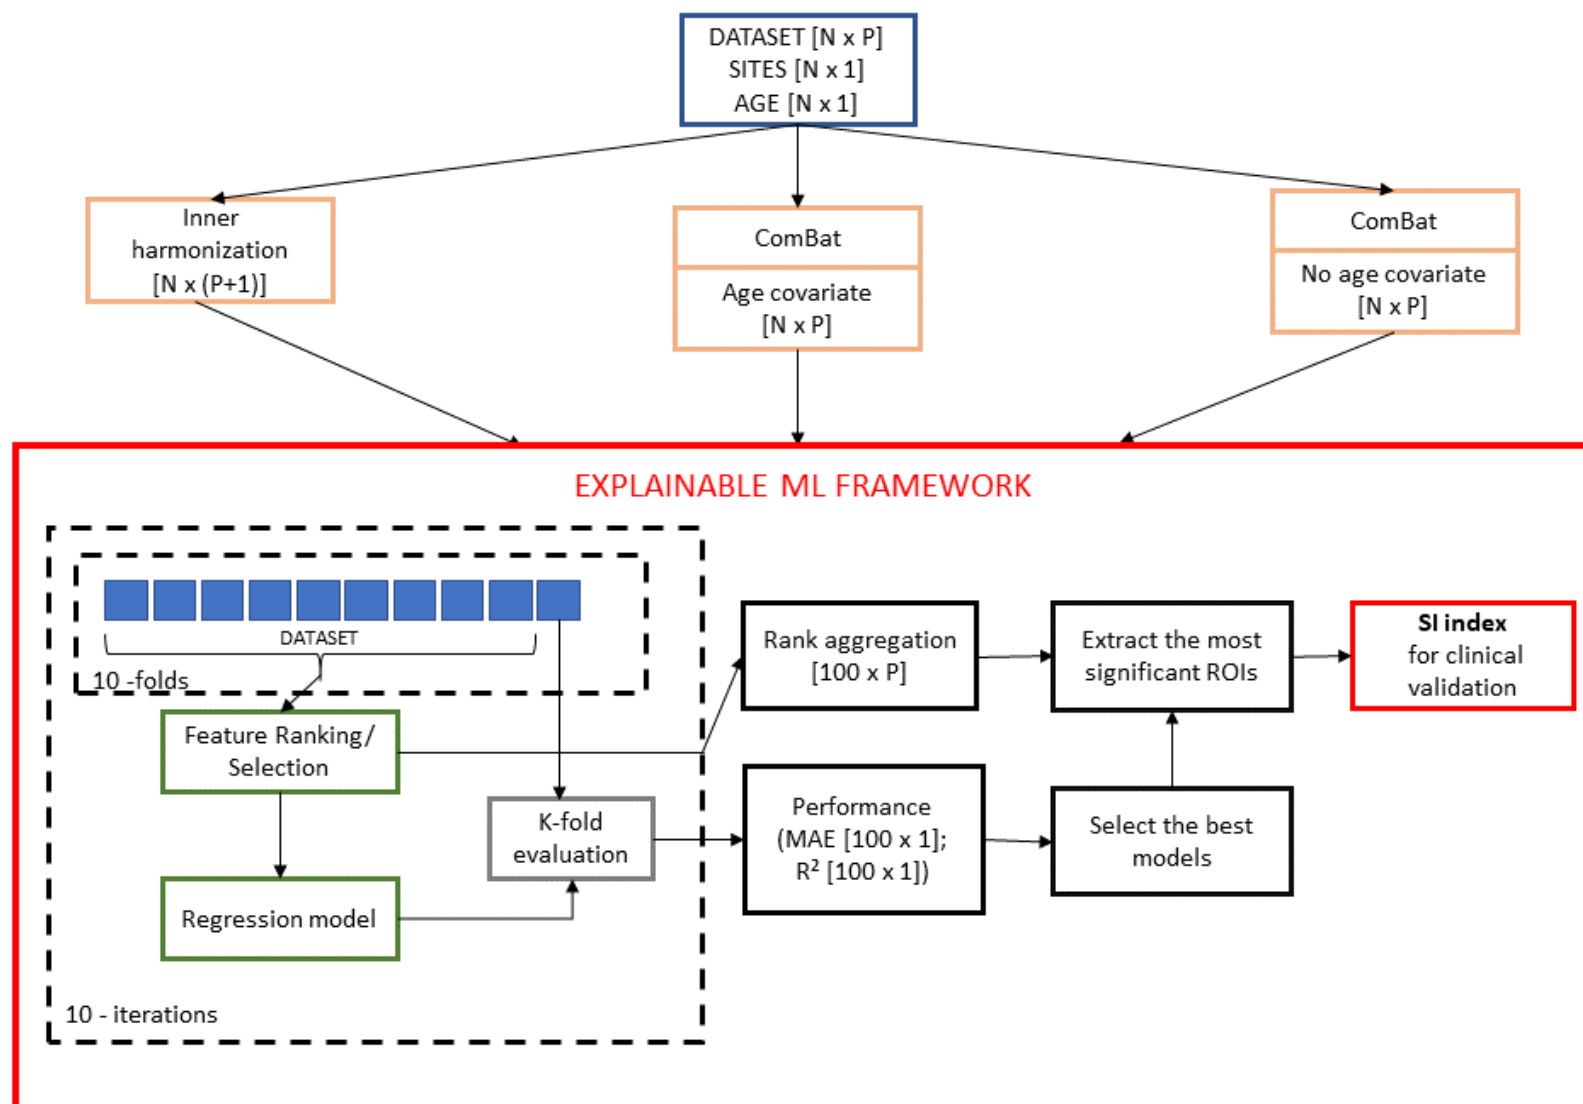 DATASET [N x P]
SITES [N x 1]
AGE [N x 1]
Inner
harmonization
[N x (P+1)]
ComBat
Age covariate
[N x P]
ComBat
No age covariate
[N x P]
EXPLAINABLE ML FRAMEWORK
DATASET
10 -folds
Feature Ranking/
Selection
Regression model
K-fold
evaluation
10 - iterations
Rank aggregation
[100 x P]
Performance
(MAE [100 x 1];
R² [100 x 1])
Extract the most
significant ROIs
Select the best
models
SI index
for clinical
validation